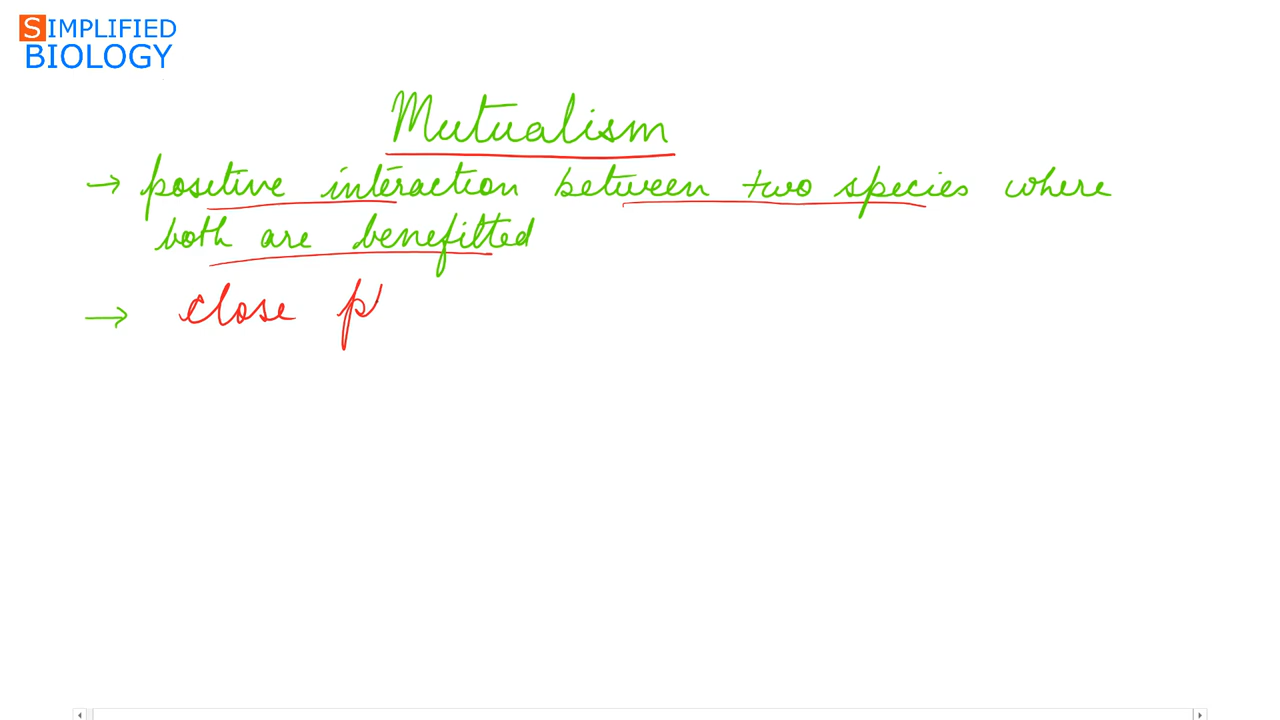 SIMPLIFIED
BIOLOGY
Mutualism
→ positive interaction between two species where
both are benefitted
→ close p